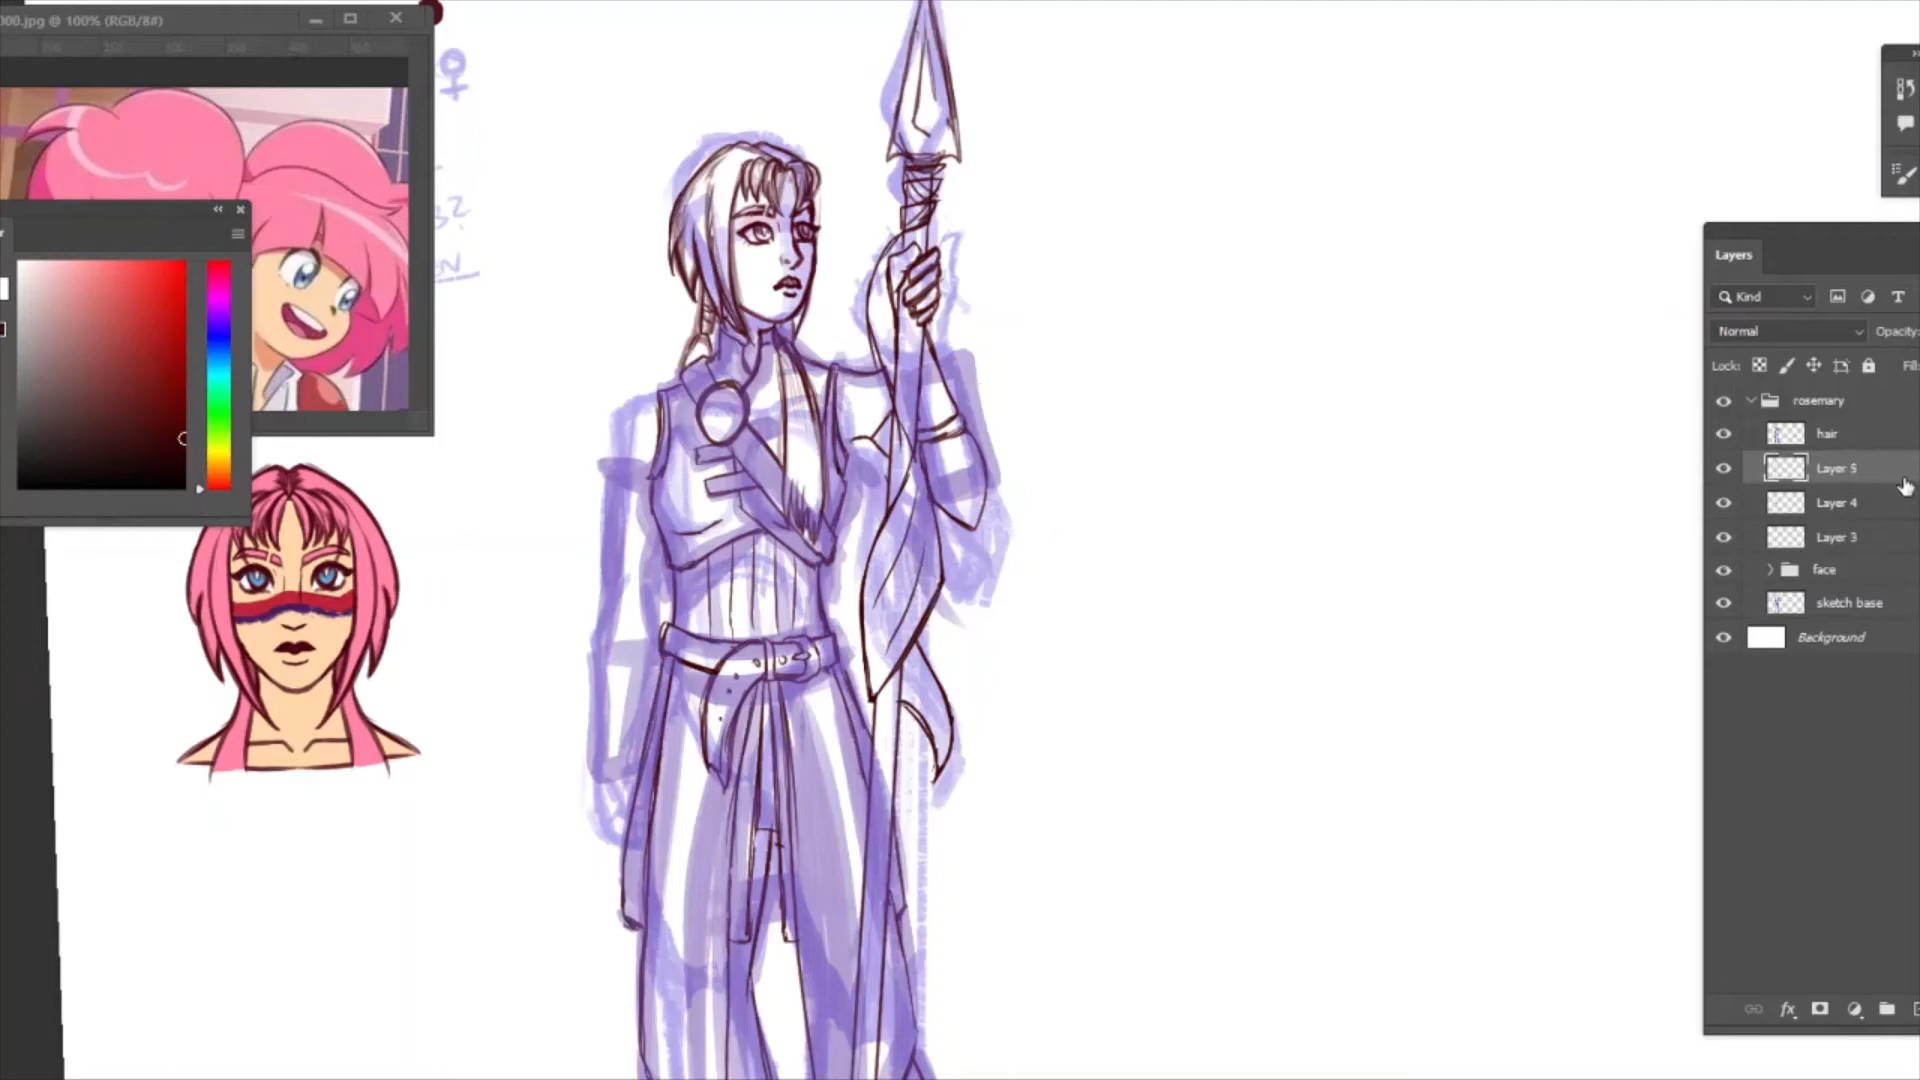 000.jpg @ 100% (RGB/8#)
Layers
Kind
Normal
Opacity:
Lock:
Fill
rosemary
hair
Layer 5
Layer 4
Layer 3
face
sketch base
Background
fx